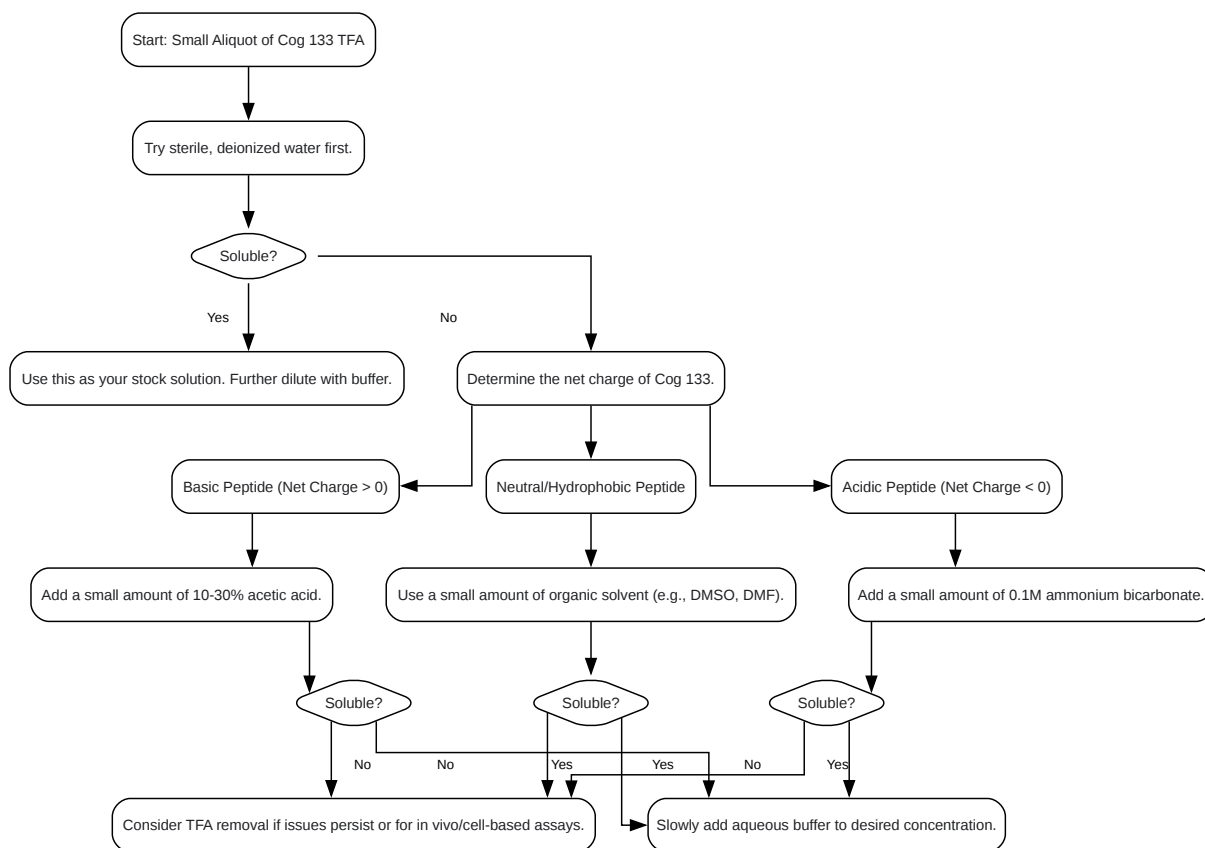 Start: Small Aliquot of Cog 133 TFA
Try sterile, deionized water first.
Soluble?
Yes
No
Use this as your stock solution. Further dilute with buffer.
Determine the net charge of Cog 133.
Basic Peptide (Net Charge > 0)
Neutral/Hydrophobic Peptide
Acidic Peptide (Net Charge < 0)
Add a small amount of 10-30% acetic acid.
Use a small amount of organic solvent (e.g., DMSO, DMF).
Add a small amount of 0.1M ammonium bicarbonate.
Soluble?
Soluble?
Soluble?
No
No
Yes
Yes
No
Yes
Consider TFA removal if issues persist or for in vivo/cell-based assays.
Slowly add aqueous buffer to desired concentration.